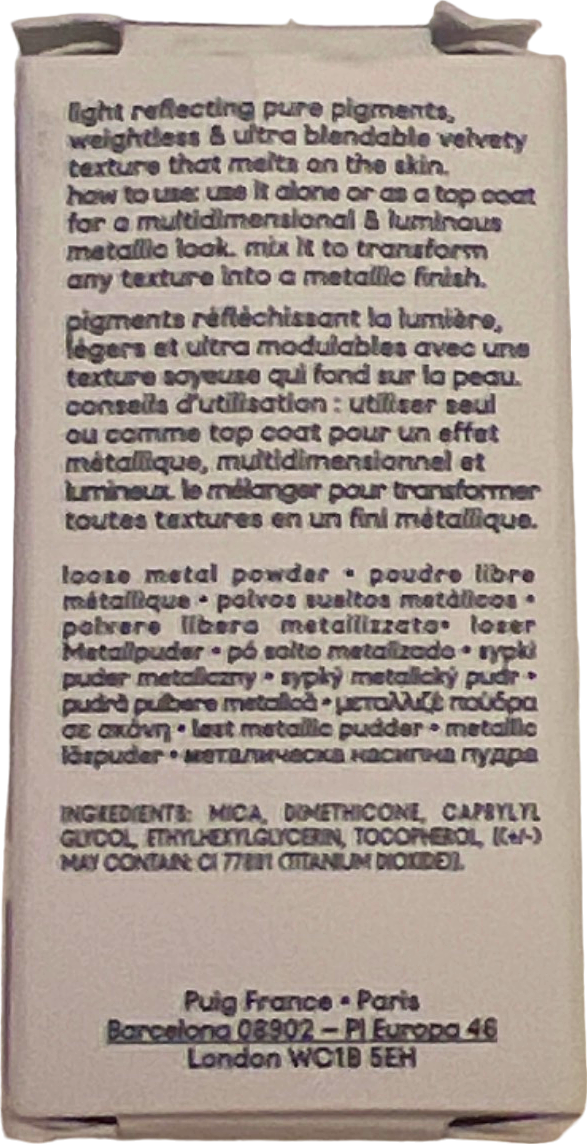 light reflecting pure pigments,
weightless & ultra blendable velvety
texture that melts on the skin.
how to use: use it alone or as a top coat
for a multidimensional & luminous
metallic look. mix it to transform
any texture into a metallic finish.
pigments réfléchissant la lumière,
légers et ultra modulables avec une
texture soyeuse qui fond sur la peau.
conseils d'utilisation : utiliser seul
ou comme top coat pour un effet
métallique, multidimensionnel et
lumineux. le mélanger pour transformer
toutes textures en un fini métallique.
loose metal powder • poudre libre
métallique • polvos sueltos metálicos •
polvere libera metallizzata• loser
Metallpuder • pó solto metalizado • sypki
puder metaliczny • sypký metalický pudr •
pudră pulbere metalică • μεταλλιζέ πούδρα
σε σκόνη • løst metallic pudder • metallic
löspuder • металическа насипна пудра
INGREDIENTS: MICA, DIMETHICONE, CAPRYLYL
GLYCOL, ETHYLHEXYLGLYCERIN, TOCOPHEROL, [(+/-)
MAY CONTAIN: CI 77891 (TITANIUM DIOXIDE)].
Puig France • Paris
Barcelona 08902 – Pl Europa 46
London WC1B 5EH